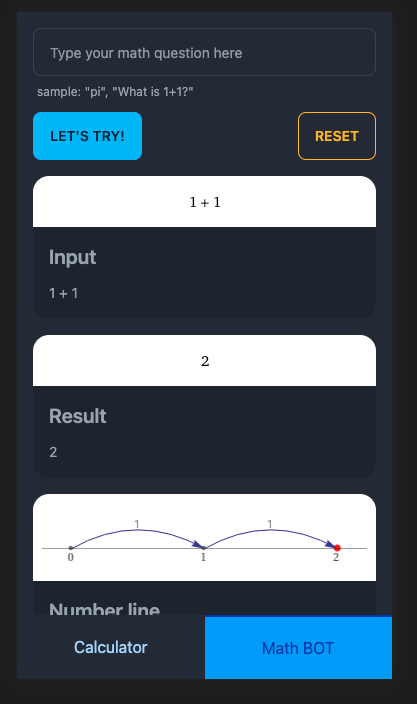 Type your math question here
sample: "pi", "What is 1+1?"
LET'S TRY! RESET
1 + 1
Input
1 + 1
2
Result
2
1 1
0 1 2
Number line
Calculator Math BOT